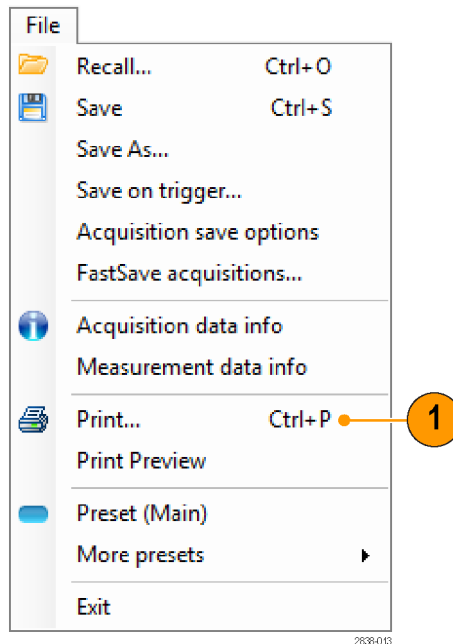 File
Recall... Ctrl+O
Save Ctrl+S
Save As...
Save on trigger...
Acquisition save options
FastSave acquisitions...
Acquisition data info
Measurement data info
Print... Ctrl+P 1
Print Preview
Preset (Main)
More presets
Exit
2838-013